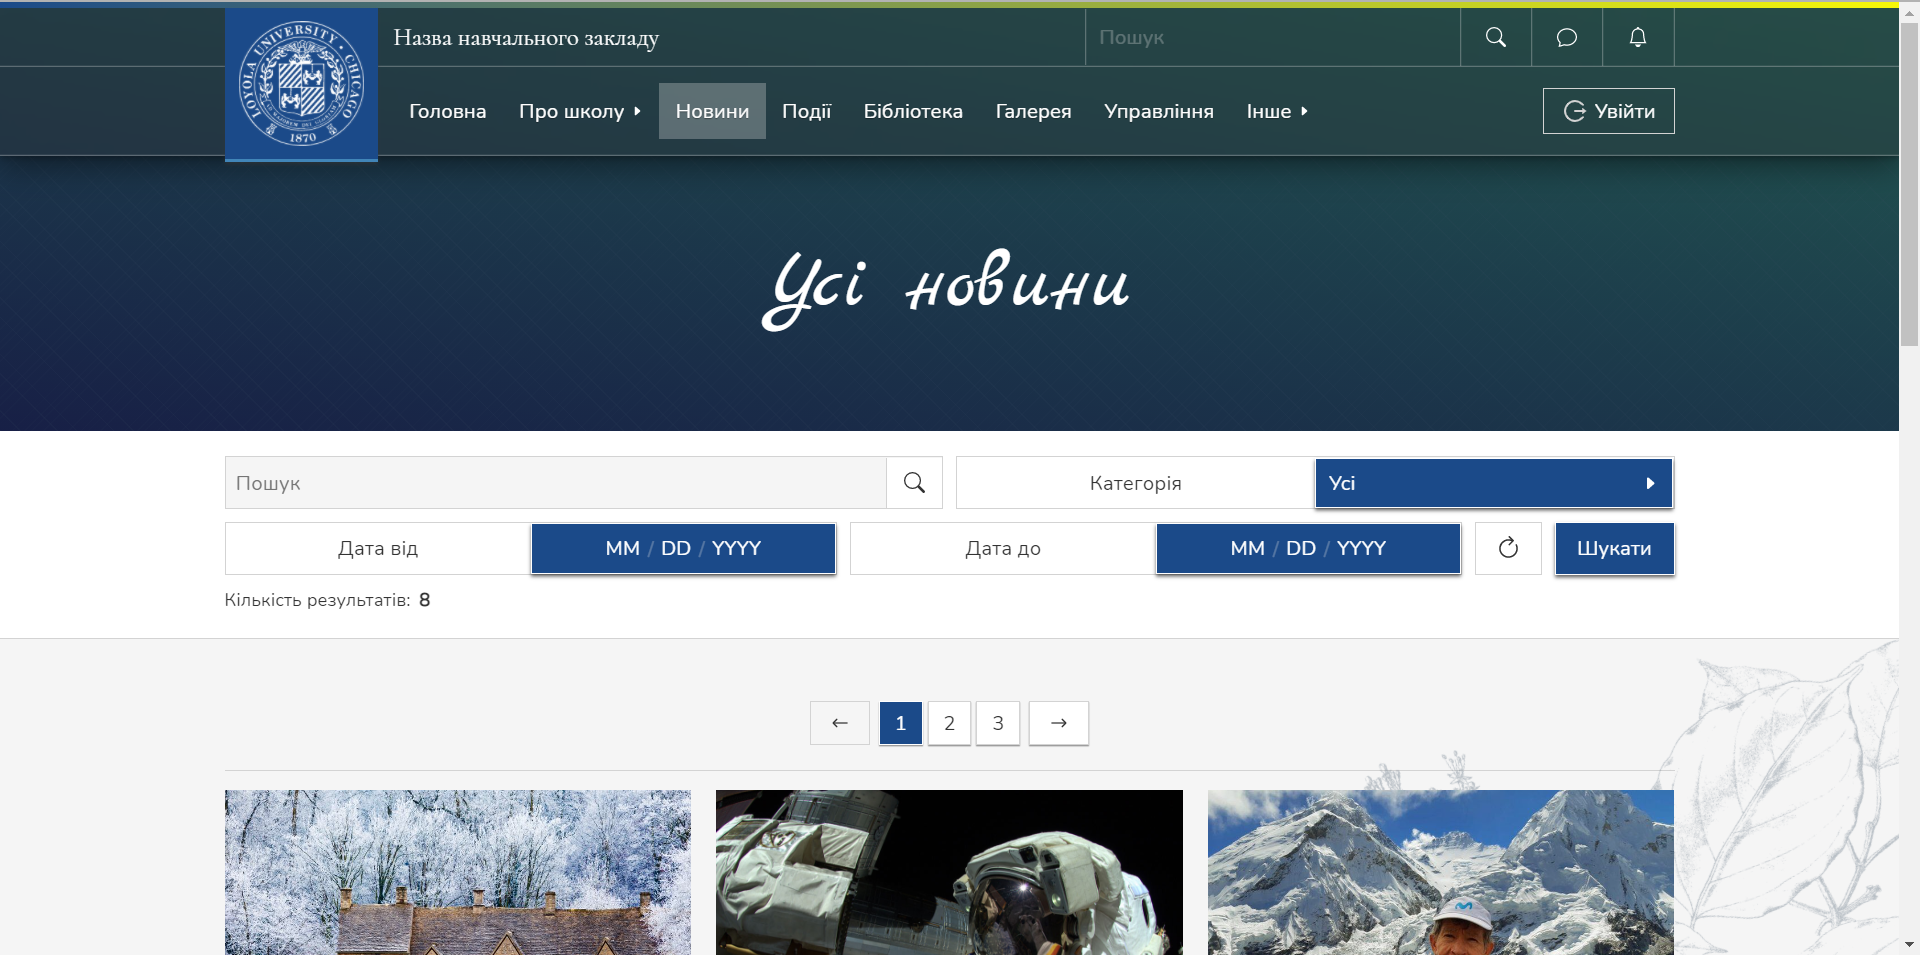 LOYOLA UNIVERSITY · CHICAGO
1870
Назва навчального закладу
Пошук
Головна
Про школу
Новини
Події
Бібліотека
Галерея
Управління
Інше
Увійти
Усі новини
Пошук
Категорія
Усі
Дата від
MM / DD / YYYY
Дата до
MM / DD / YYYY
Шукати
Кількість результатів: 8
← 1 2 3 →